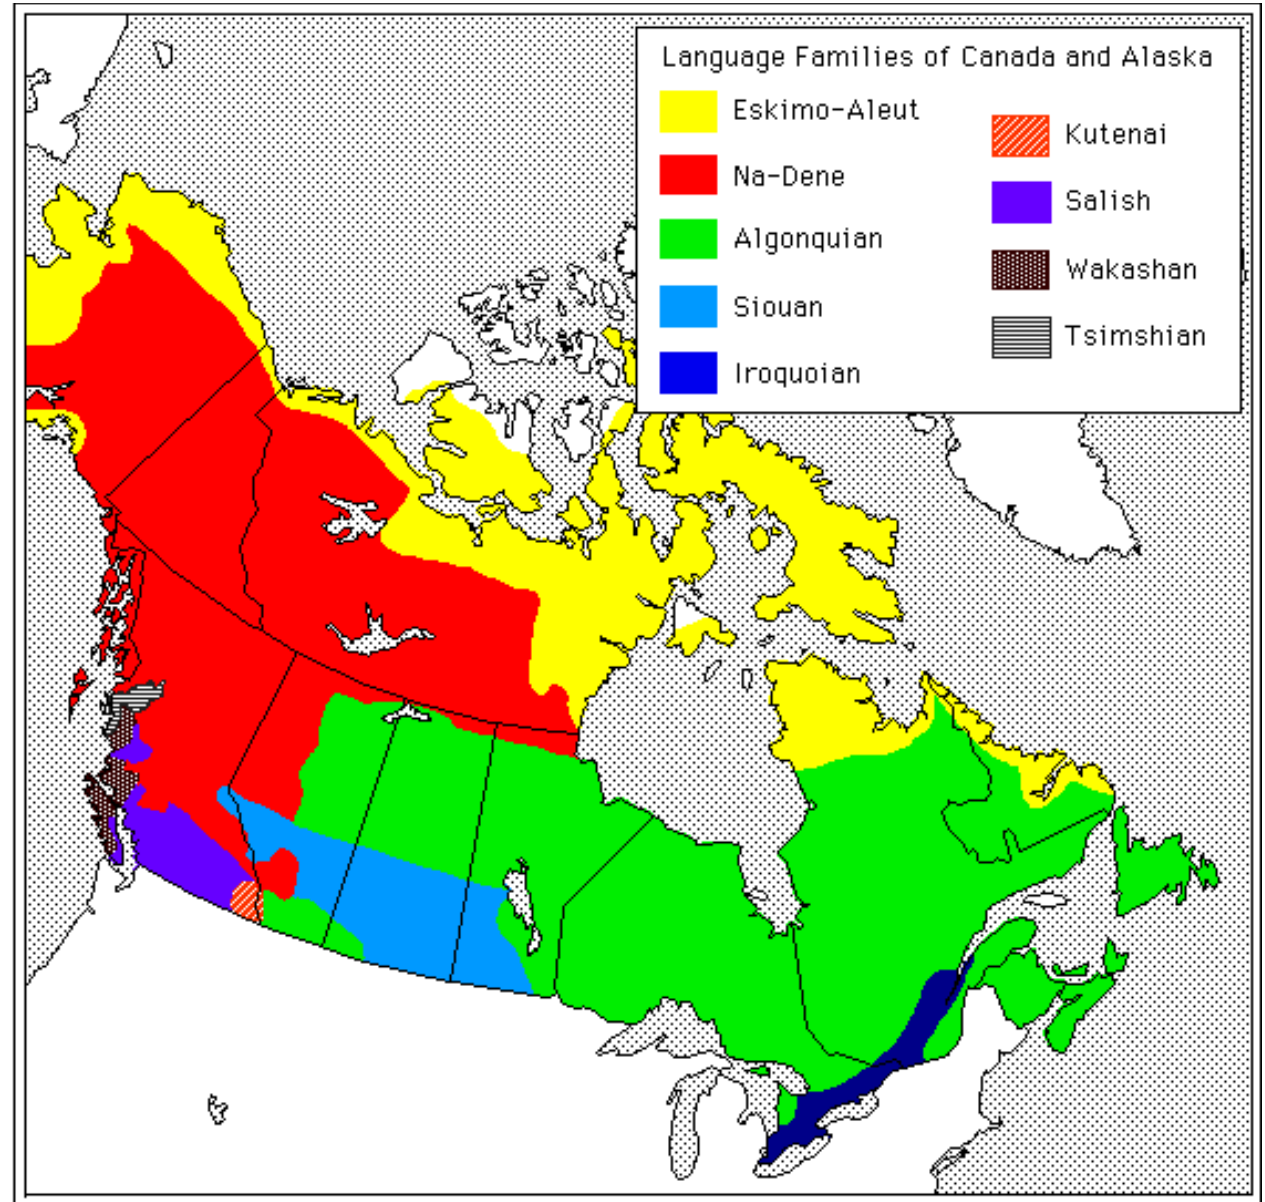 Language Families of Canada and Alaska
Eskimo-Aleut
Na-Dene
Algonquian
Siouan
Iroquoian
Kutenai
Salish
Wakashan
Tsimshian